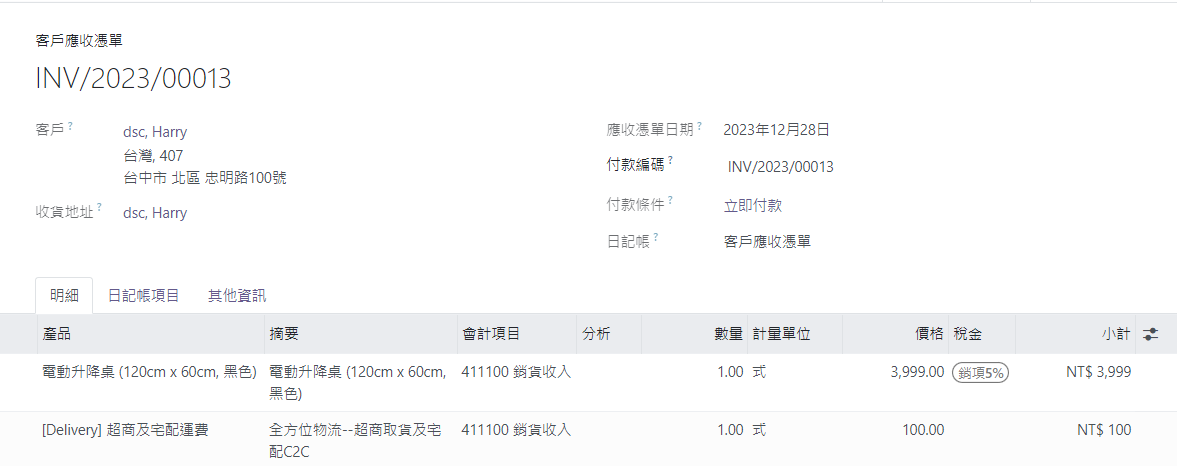 客戶應收憑單
INV/2023/00013
客戶 ? dsc, Harry
台灣, 407
台中市 北區 忠明路100號
收貨地址 ? dsc, Harry
應收憑單日期 ? 2023年12月28日
付款編碼 ? INV/2023/00013
付款條件 ? 立即付款
日記帳 ? 客戶應收憑單
明細 日記帳項目 其他資訊
產品 摘要 會計項目 分析 數量 計量單位 價格 稅金 小計
電動升降桌 (120cm x 60cm, 黑色) 電動升降桌 (120cm x 60cm, 411100 銷貨收入 1.00 式 3,999.00 銷項5% NT$ 3,999
黑色)
[Delivery] 超商及宅配運費 全方位物流--超商取貨及宅 411100 銷貨收入 1.00 式 100.00 NT$ 100
配C2C